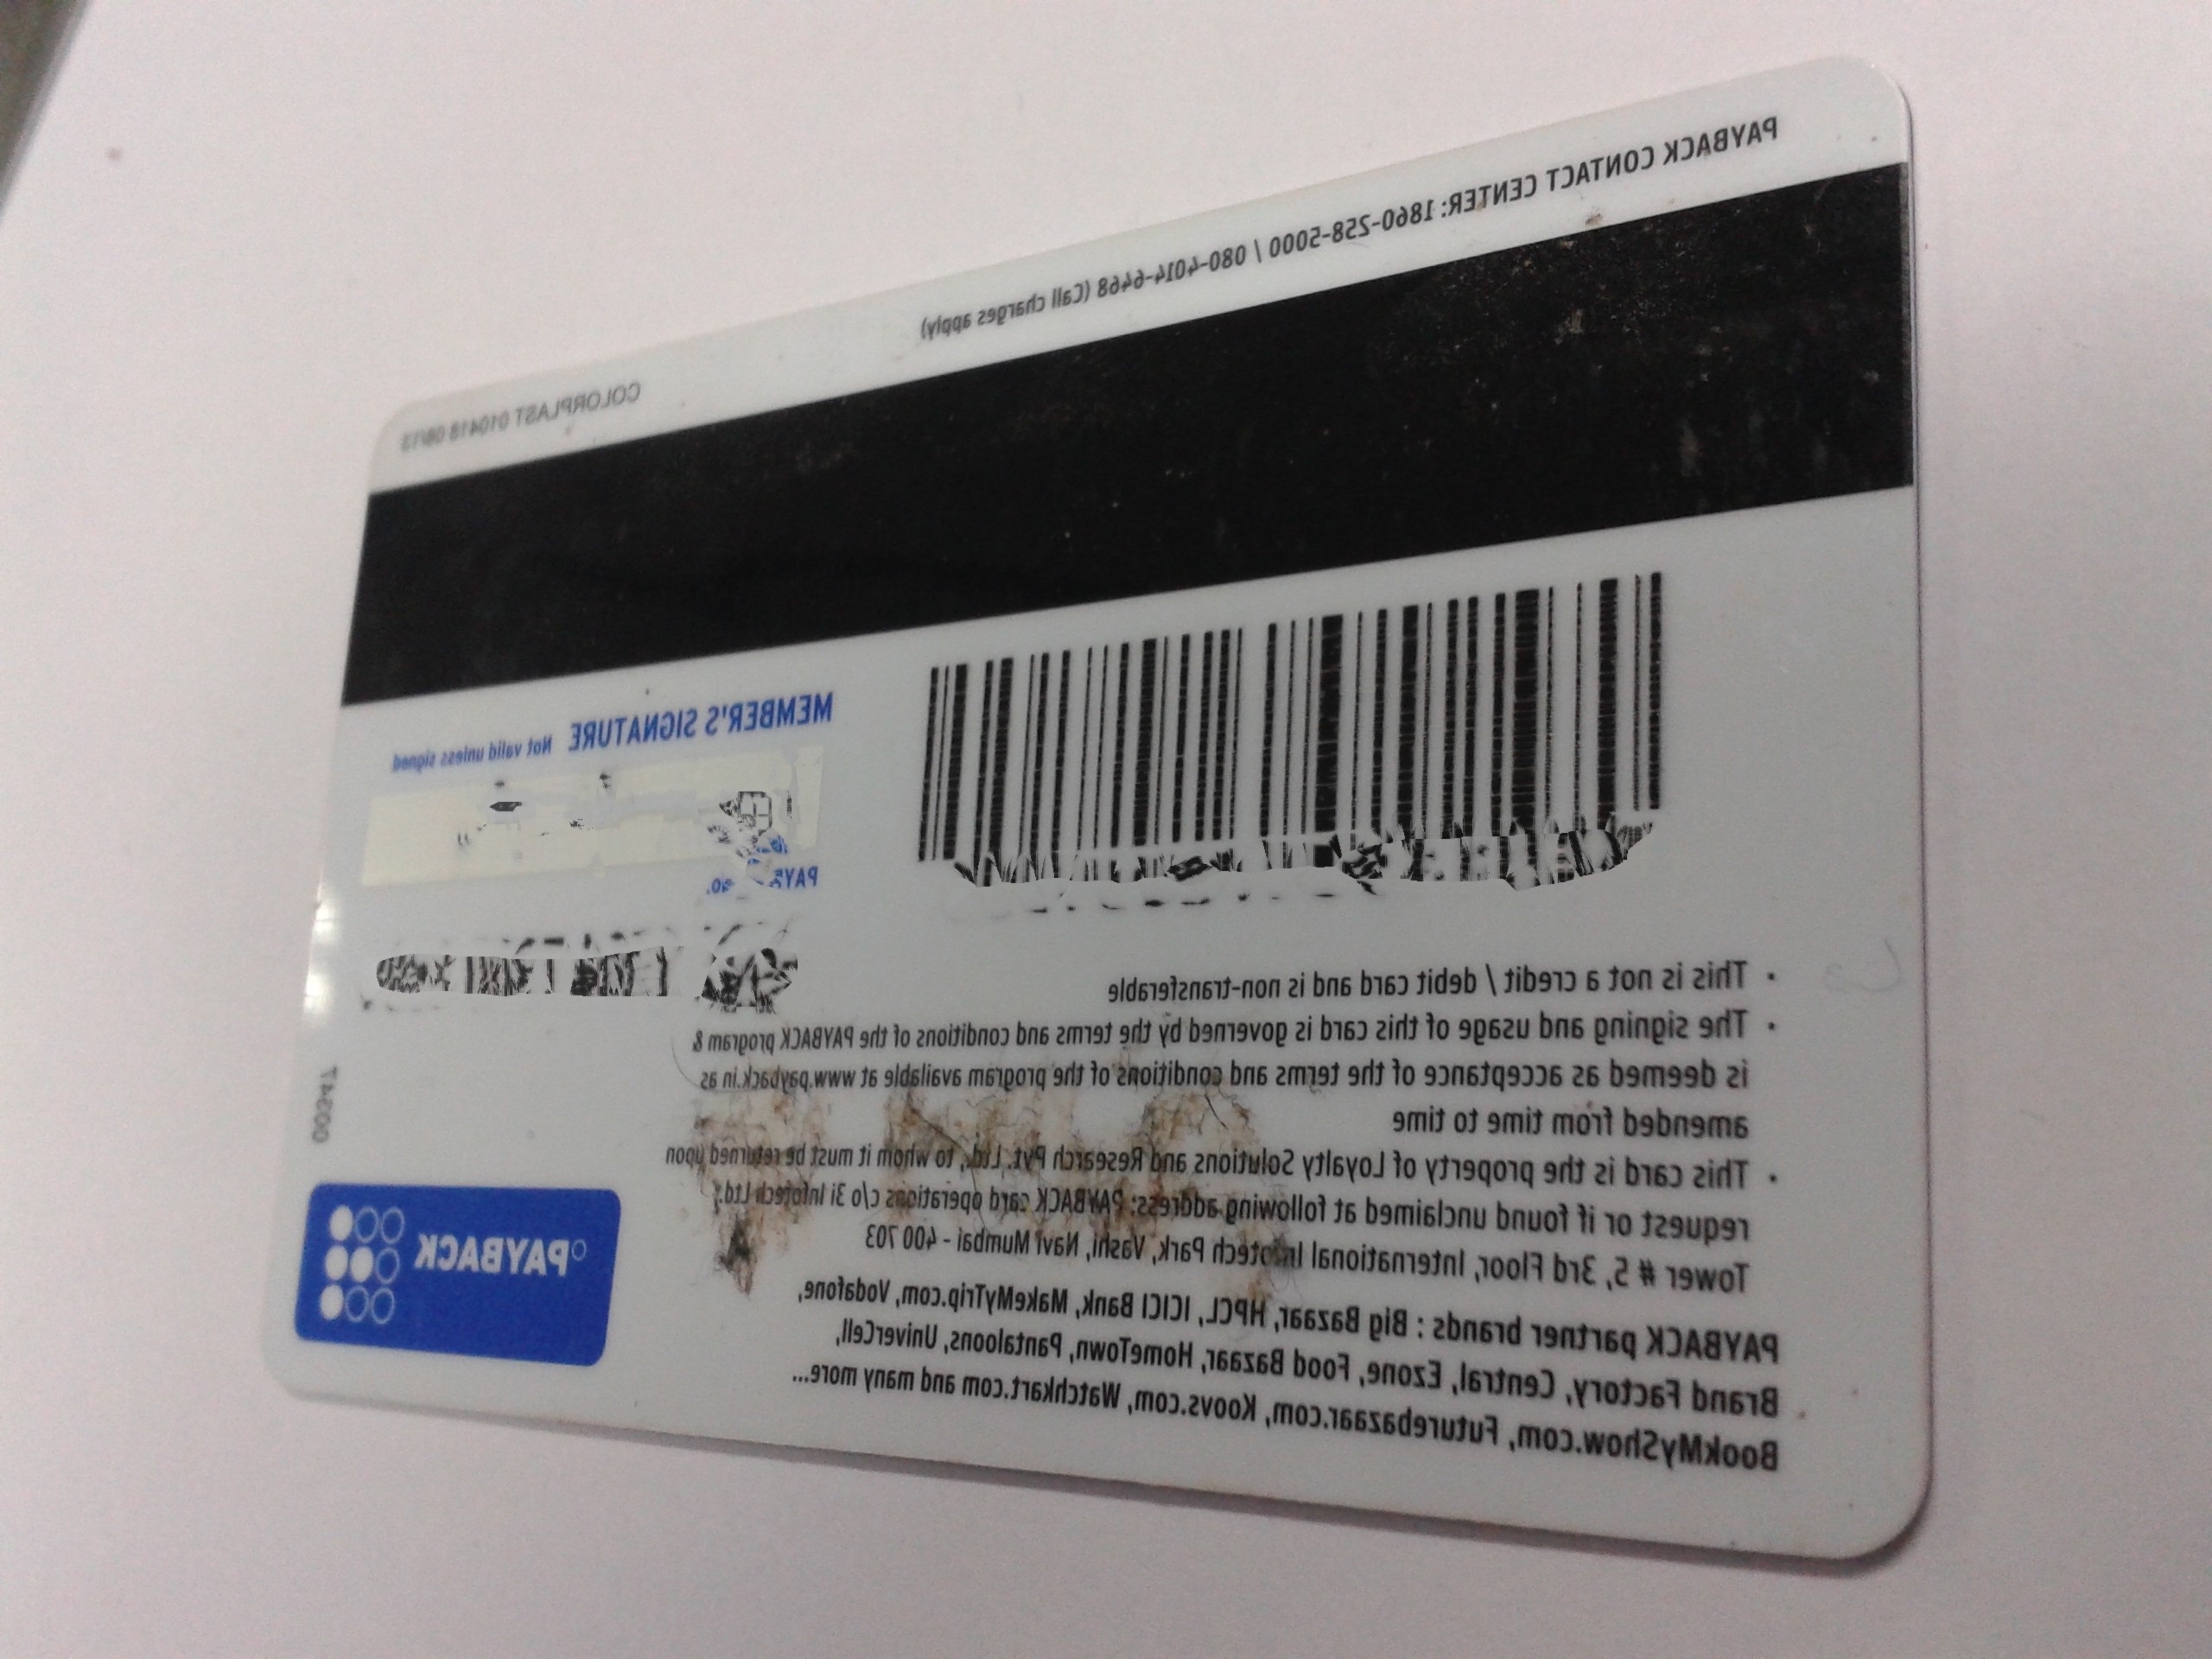 PAYBACK CONTACT CENTER: 1860-258-5000 / 080-4014-6468 (Call charges apply)
COLORPLAST 010418 08/13
MEMBER'S SIGNATURE Not valid unless signed
• This is not a credit / debit card and is non-transferable
• The signing and usage of this card is governed by the terms and conditions of the PAYBACK program &
is deemed as acceptance of the terms and conditions of the program available at www.payback.in as
amended from time to time
• This card is the property of Loyalty Solutions and Research Pvt. Ltd., to whom it must be returned upon
request or if found unclaimed at following address: PAYBACK card operations c/o 3i Infotech Ltd.,
Tower # 5, 3rd Floor, International Infotech Park, Vashi, Navi Mumbai - 400 703
PAYBACK partner brands : Big Bazaar, HPCL, ICICI Bank, MakeMyTrip.com, Vodafone,
Brand Factory, Central, Ezone, Food Bazaar, HomeTown, Pantaloons, UniverCell,
BookMyShow.com, Futurebazaar.com, Koovs.com, Watchkart.com and many more...
°PAYBACK